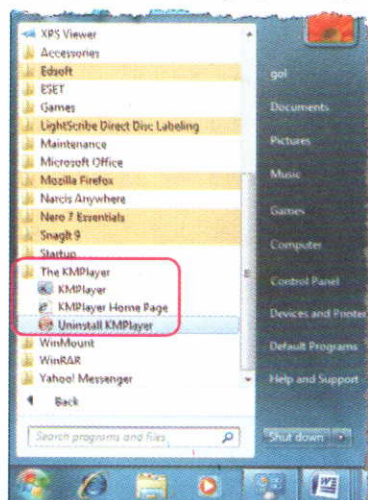 XPS Viewer
Accessories
Edsoft
ESET
Games
LightScribe Direct Disc Labeling
Maintenance
Microsoft Office
Mozilla Firefox
Narcis Anywhere
Nero 7 Essentials
SnagIt 9
Startup
The KMPlayer
KMPlayer
KMPlayer Home Page
Uninstall KMPlayer
WinMount
WinRAR
Yahoo! Messenger
Back
Search programs and files
gol
Documents
Pictures
Music
Games
Computer
Control Panel
Devices and Printer
Default Programs
Help and Support
Shut down